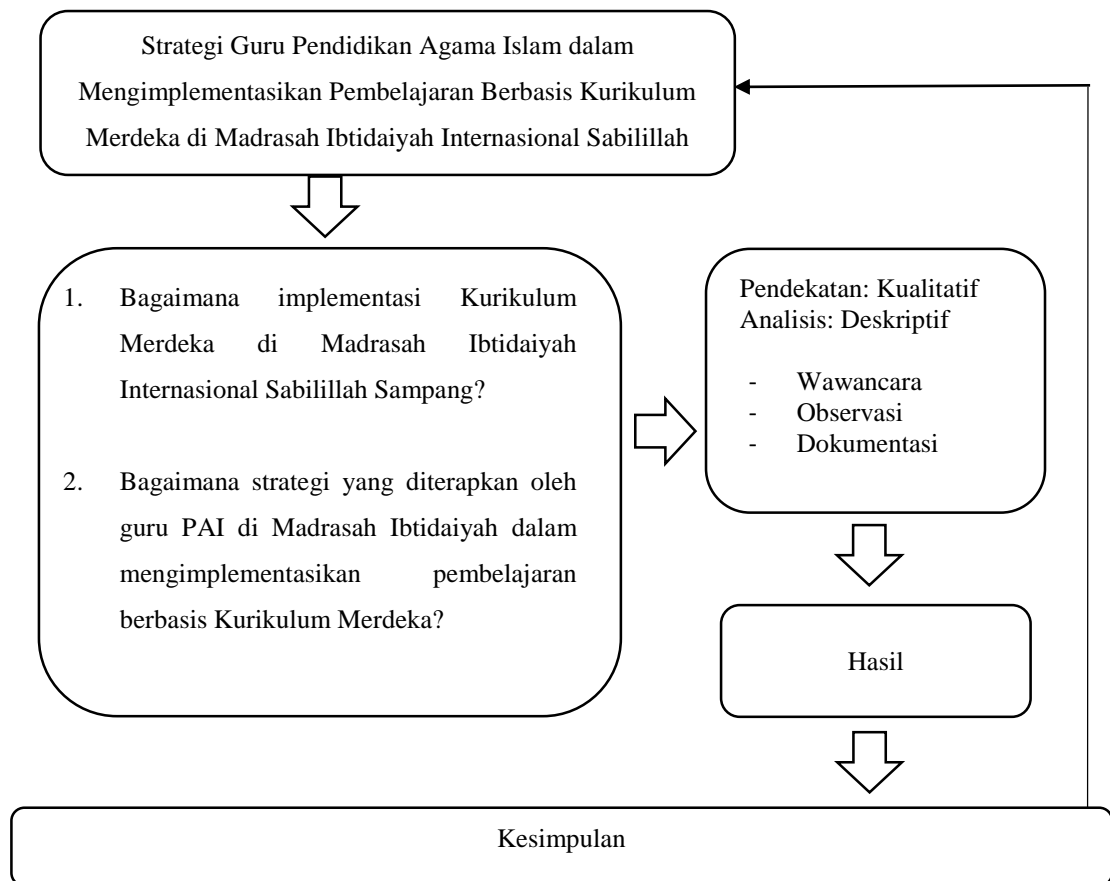 Strategi Guru Pendidikan Agama Islam dalam
Mengimplementasikan Pembelajaran Berbasis Kurikulum
Merdeka di Madrasah Ibtidaiyah Internasional Sabilillah
1. Bagaimana implementasi Kurikulum
Merdeka di Madrasah Ibtidaiyah
Internasional Sabilillah Sampang?
2. Bagaimana strategi yang diterapkan oleh
guru PAI di Madrasah Ibtidaiyah dalam
mengimplementasikan pembelajaran
berbasis Kurikulum Merdeka?
Pendekatan: Kualitatif
Analisis: Deskriptif
- Wawancara
- Observasi
- Dokumentasi
Hasil
Kesimpulan